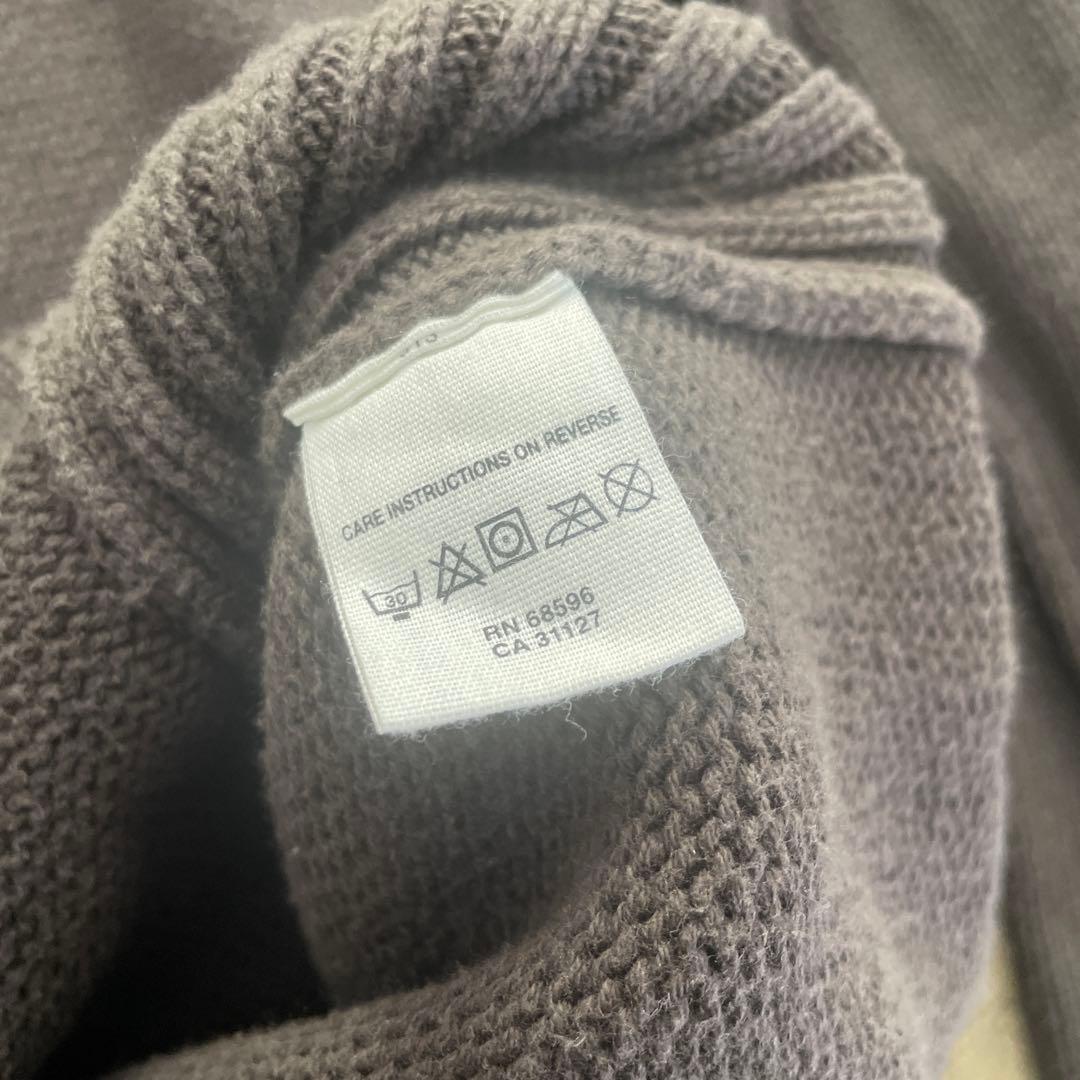 CARE INSTRUCTIONS ON REVERSE
30
RN 68596
CA 31127